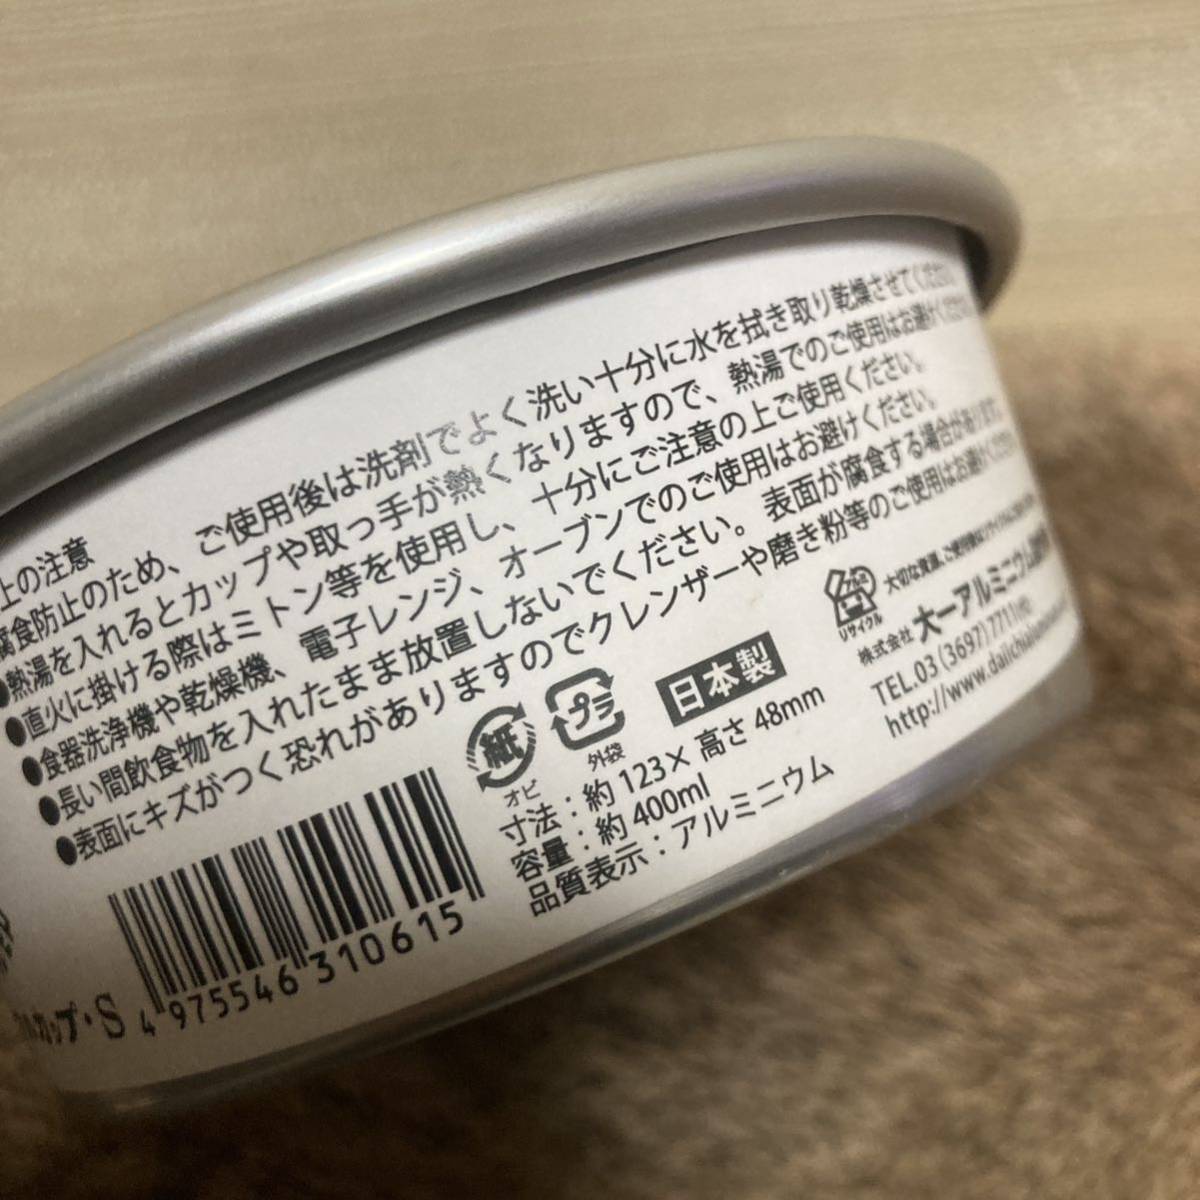 上の注意
腐食防止のため、ご使用後は洗剤でよく洗い十分に水を拭き取り乾燥させてください。
●熱湯を入れるとカップや取っ手が熱くなりますので、熱湯でのご使用はお避けくださ
●直火に掛ける際はミトン等を使用し、十分にご注意の上ご使用ください。
●食器洗浄機や乾燥機、電子レンジ、オーブンでのご使用はお避けください。
●長い間飲食物を入れたまま放置しないでください。表面が腐食する場合があります。
●表面にキズがつく恐れがありますのでクレンザーや磨き粉等のご使用はお避けくださ
紙
オビ
プラ
外袋
日本製
寸法：約 123× 高さ 48mm
容量：約 400ml
品質表示：アルミニウム
リサイクル
大切な資源、ご使用後は
株式会社 大一アルミニウム
TEL.03 (3697) 7711㈹
http://www.daiichi
カップ・S
4 975546 310615